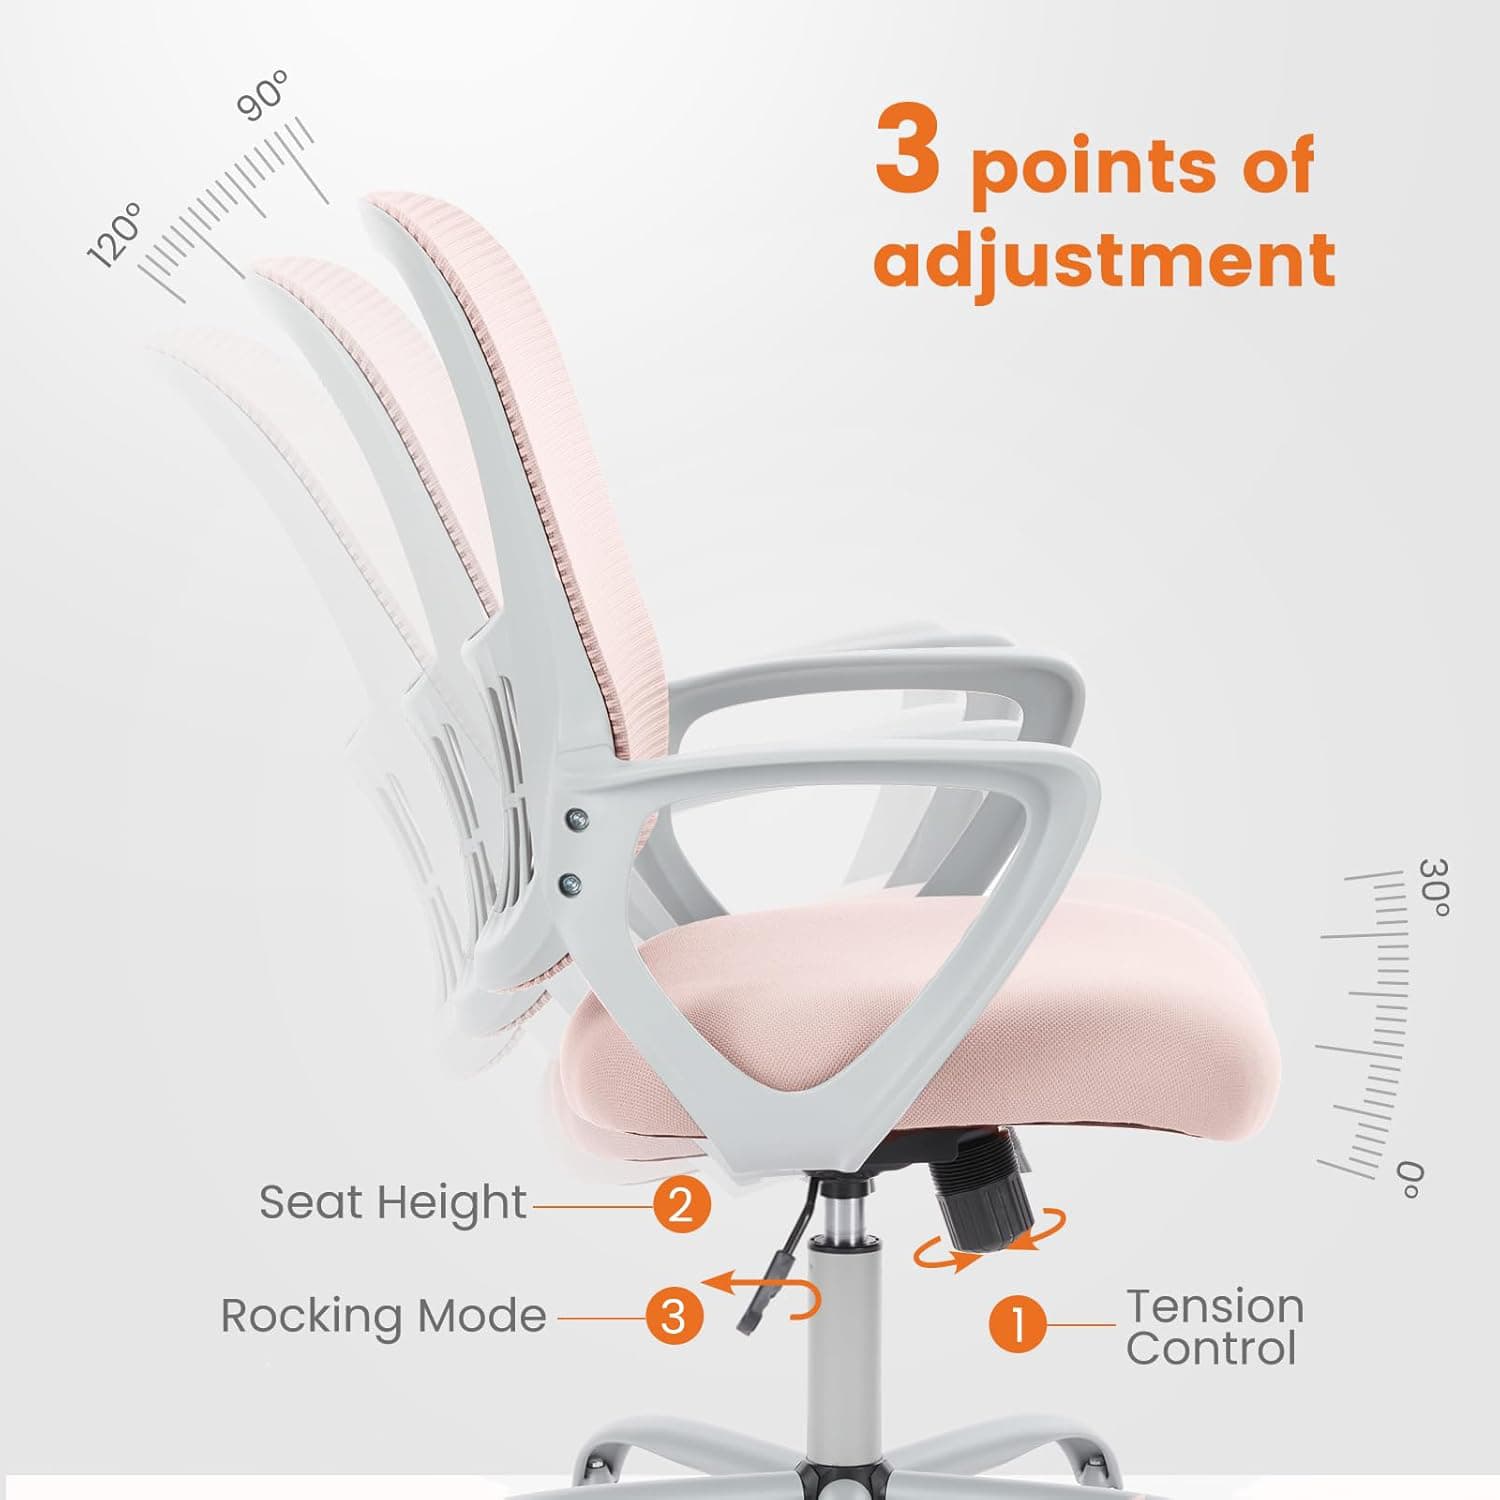 90°
120°
3 points of
adjustment
30°
0°
Seat Height
2
Rocking Mode
3
1
Tension
Control